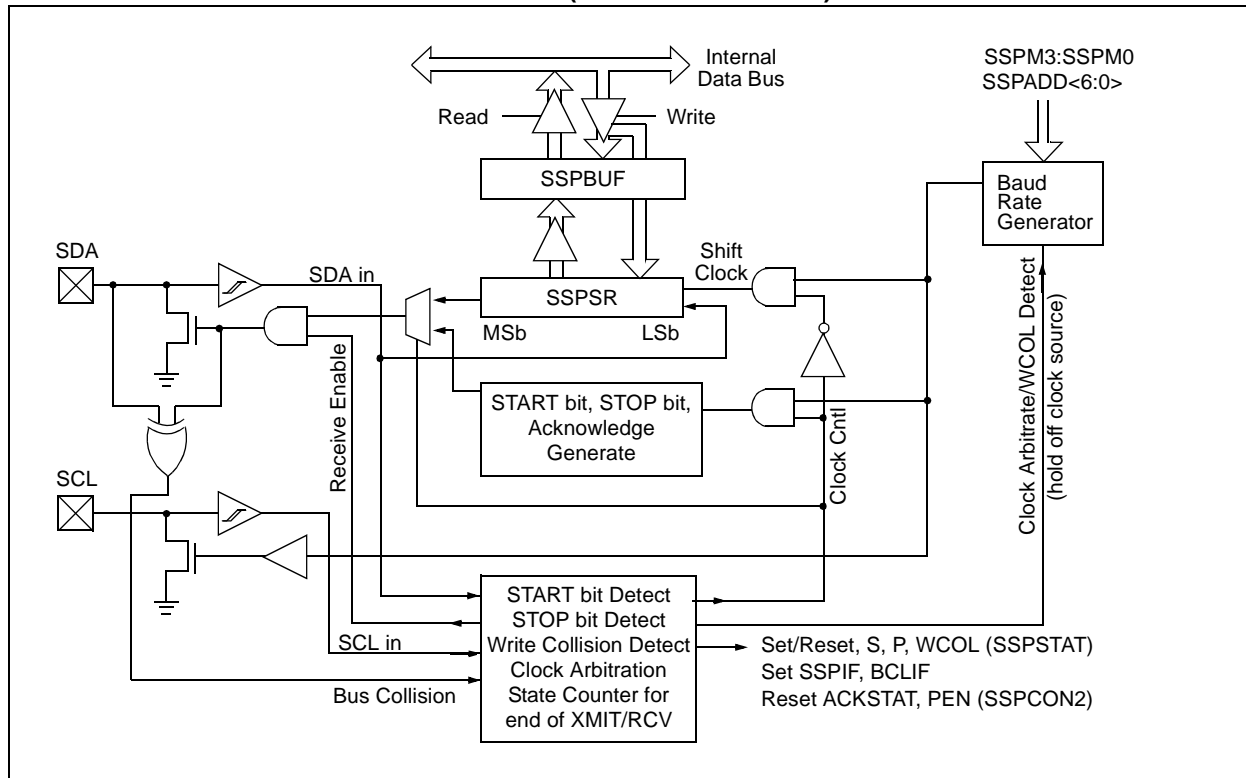 Internal
Data Bus
SSPM3:SSPM0
SSPADD<6:0>
Read
Write
SSPBUF
Baud
Rate
Generator
SDA
SDA in
Shift
Clock
SSPSR
MSb
LSb
Receive Enable
START bit, STOP bit,
Acknowledge
Generate
Clock Cntl
Clock Arbitrate/WCOL Detect
(hold off clock source)
SCL
SCL in
Bus Collision
START bit Detect
STOP bit Detect
Write Collision Detect
Clock Arbitration
State Counter for
end of XMIT/RCV
Set/Reset, S, P, WCOL (SSPSTAT)
Set SSPIF, BCLIF
Reset ACKSTAT, PEN (SSPCON2)